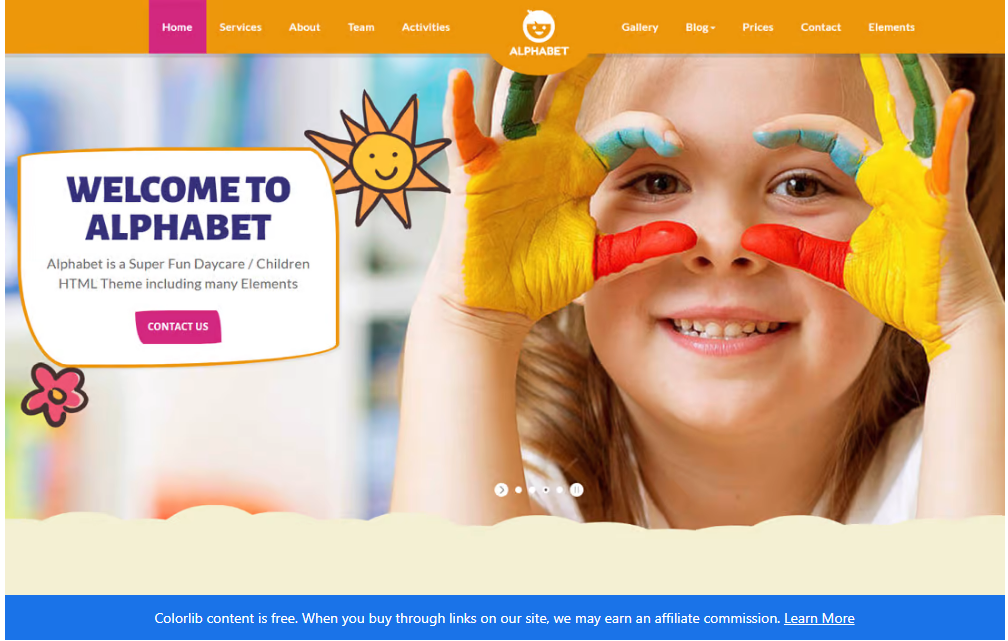 Home Services About Team Activities ALPHABET Gallery Blog Prices Contact Elements
WELCOME TO
ALPHABET
Alphabet is a Super Fun Daycare / Children
HTML Theme including many Elements
CONTACT US
Colorlib content is free. When you buy through links on our site, we may earn an affiliate commission. Learn More